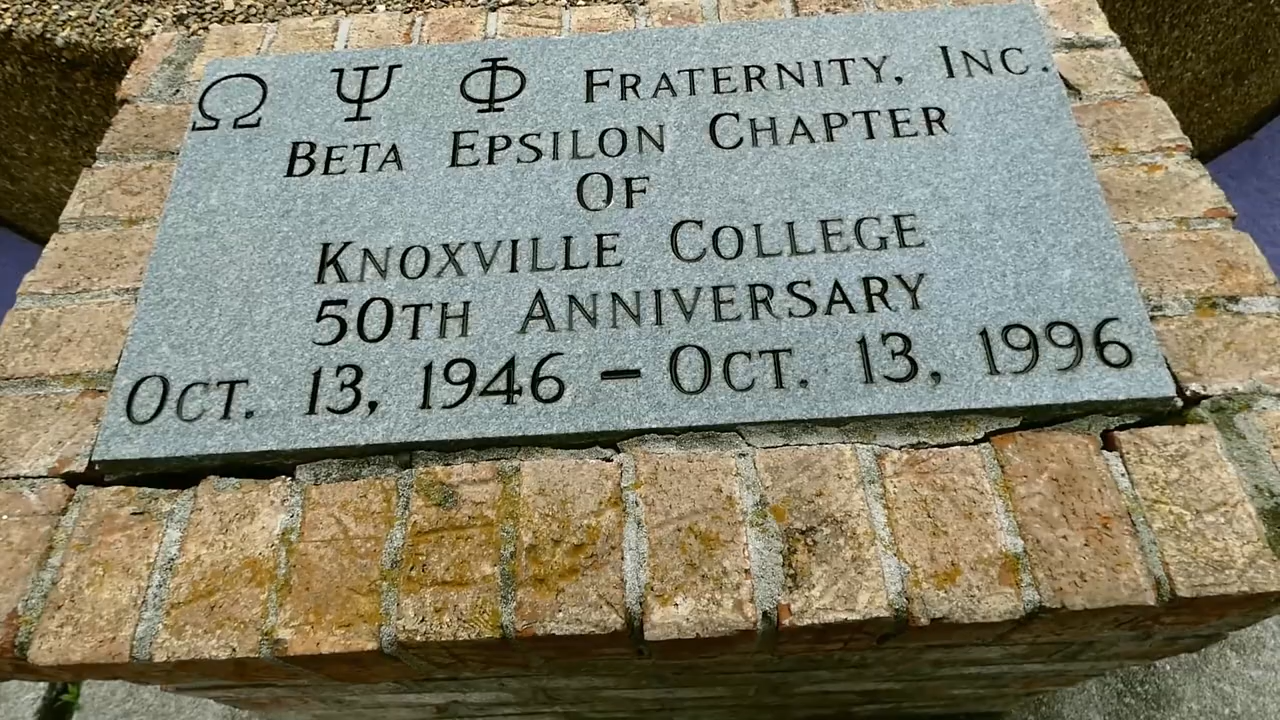 Ω Ψ Φ FRATERNITY, INC.
BETA EPSILON CHAPTER
OF
KNOXVILLE COLLEGE
50TH ANNIVERSARY
OCT. 13, 1946 – OCT. 13, 1996